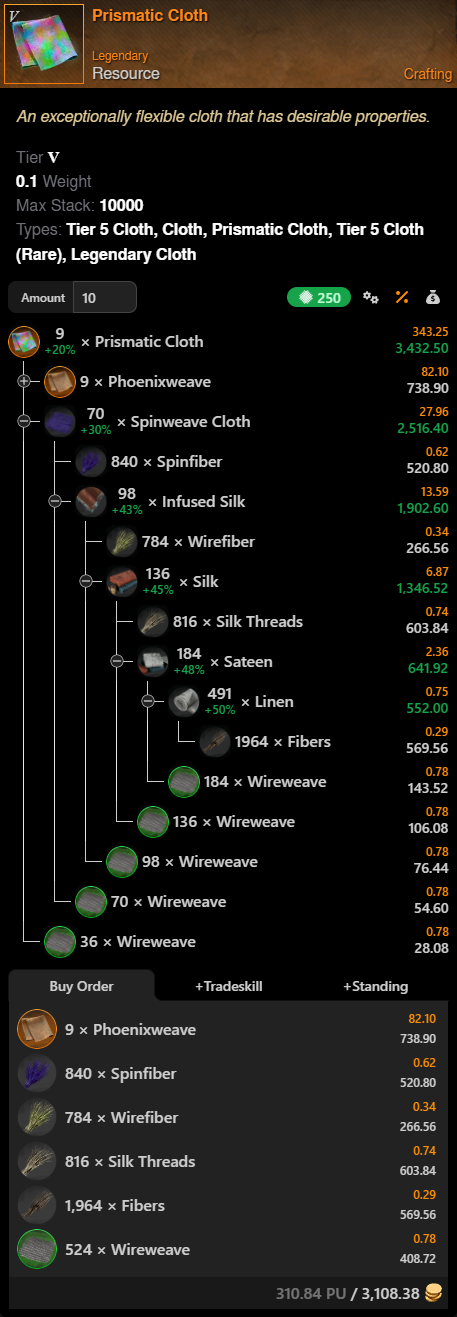 V
Prismatic Cloth
Legendary
Resource
Crafting
An exceptionally flexible cloth that has desirable properties.
Tier V
0.1 Weight
Max Stack: 10000
Types: Tier 5 Cloth, Cloth, Prismatic Cloth, Tier 5 Cloth
(Rare), Legendary Cloth
Amount 10 250
9 +20% × Prismatic Cloth 343.25 3,432.50
9 × Phoenixweave 82.10 738.90
70 +30% × Spinweave Cloth 27.96 2,516.40
840 × Spinfiber 0.62 520.80
98 +43% × Infused Silk 13.59 1,902.60
784 × Wirefiber 0.34 266.56
136 +45% × Silk 6.87 1,346.52
816 × Silk Threads 0.74 603.84
184 +48% × Sateen 2.36 641.92
491 +50% × Linen 0.75 552.00
1964 × Fibers 0.29 569.56
184 × Wireweave 0.78 143.52
136 × Wireweave 0.78 106.08
98 × Wireweave 0.78 76.44
70 × Wireweave 0.78 54.60
36 × Wireweave 0.78 28.08
Buy Order +Tradeskill +Standing
9 × Phoenixweave 82.10 738.90
840 × Spinfiber 0.62 520.80
784 × Wirefiber 0.34 266.56
816 × Silk Threads 0.74 603.84
1,964 × Fibers 0.29 569.56
524 × Wireweave 0.78 408.72
310.84 PU / 3,108.38